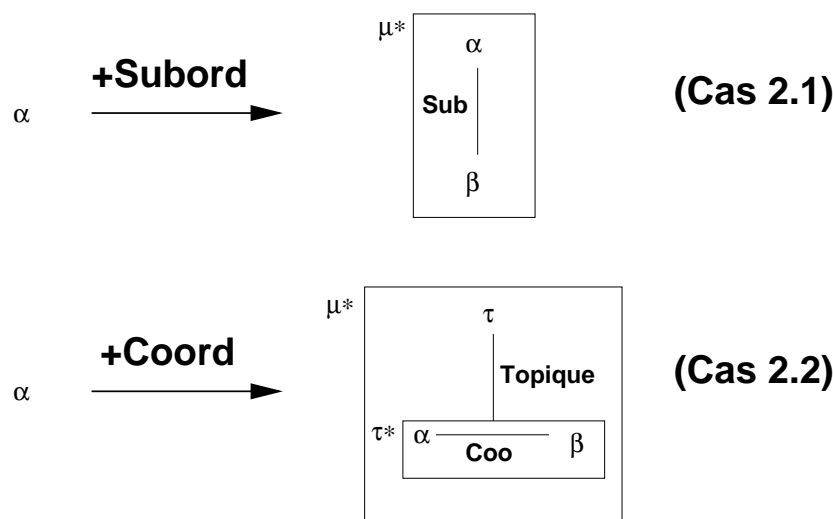 μ*
α
+Subord
(Cas 2.1)
Sub
α
β
μ*
τ
+Coord
(Cas 2.2)
Topique
α
τ*
α
β
Coo